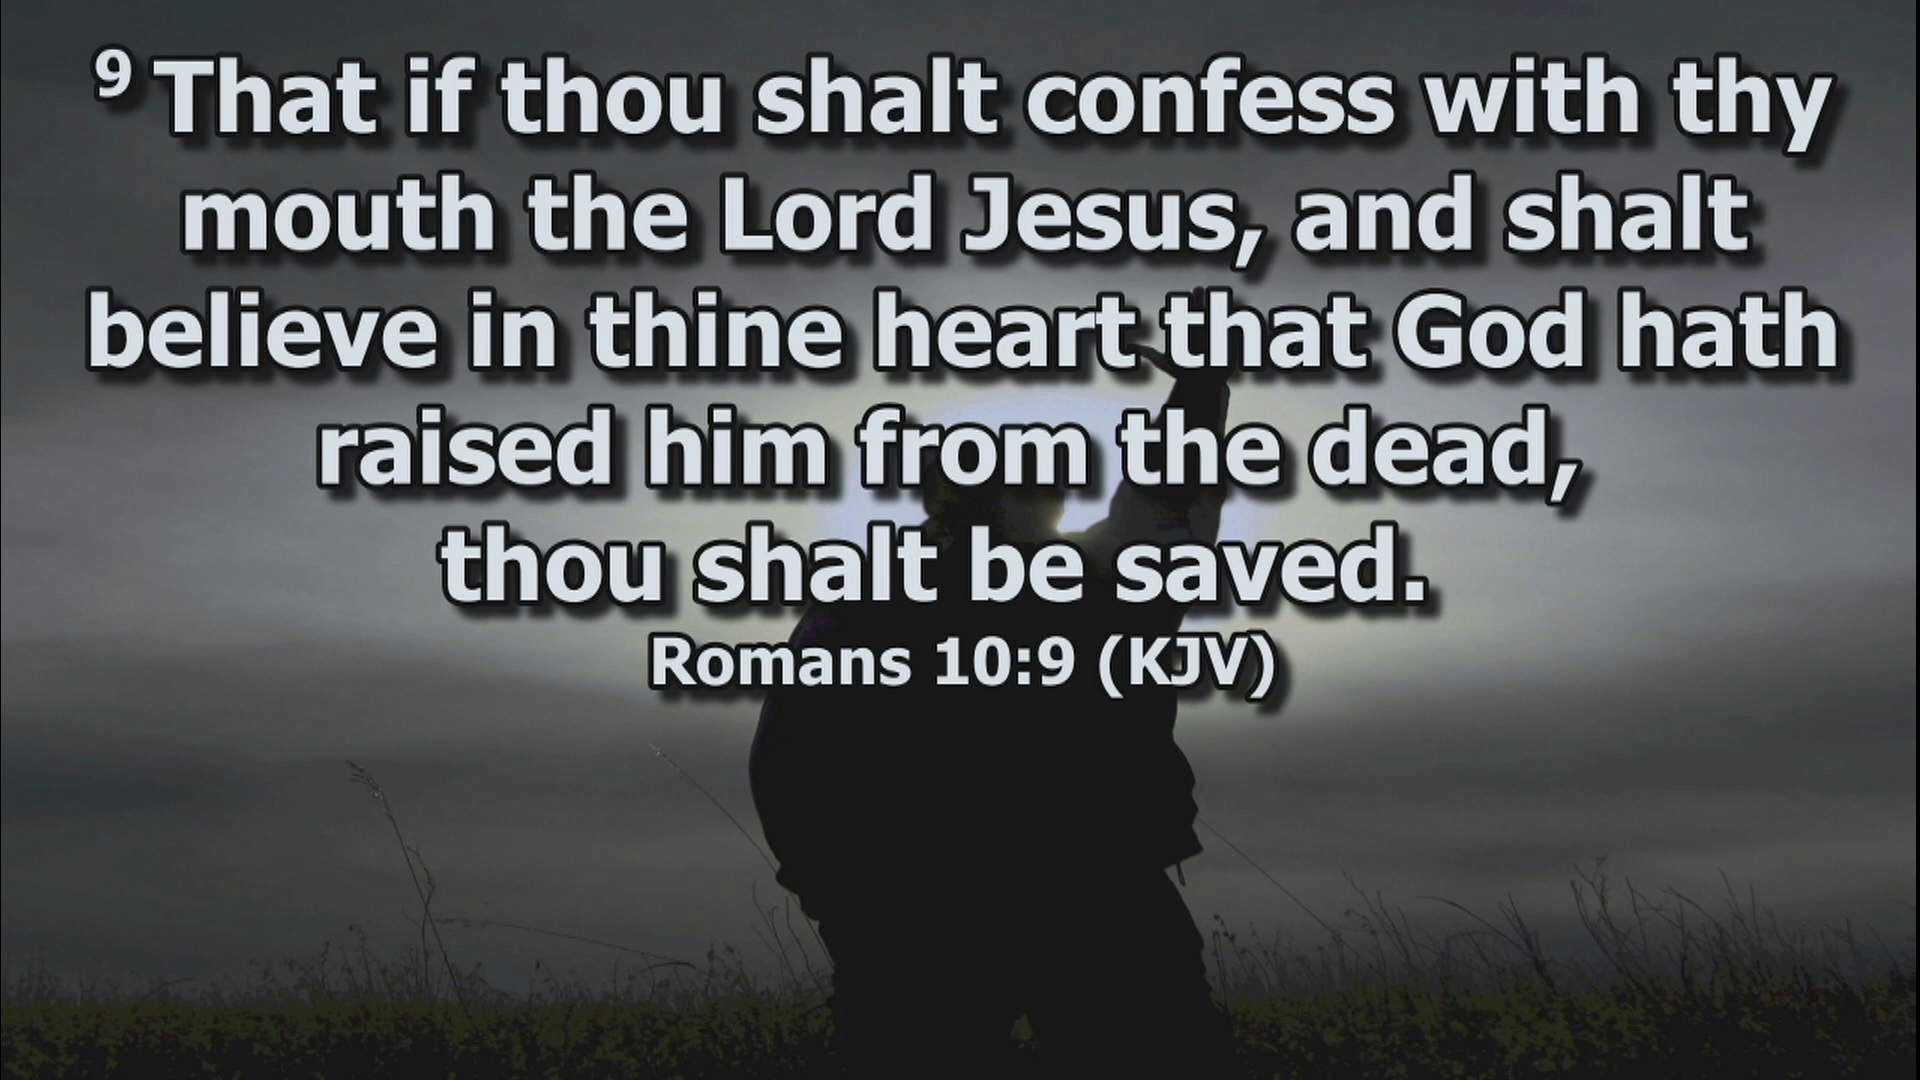 9 That if thou shalt confess with thy
mouth the Lord Jesus, and shalt
believe in thine heart that God hath
raised him from the dead,
thou shalt be saved.
Romans 10:9 (KJV)